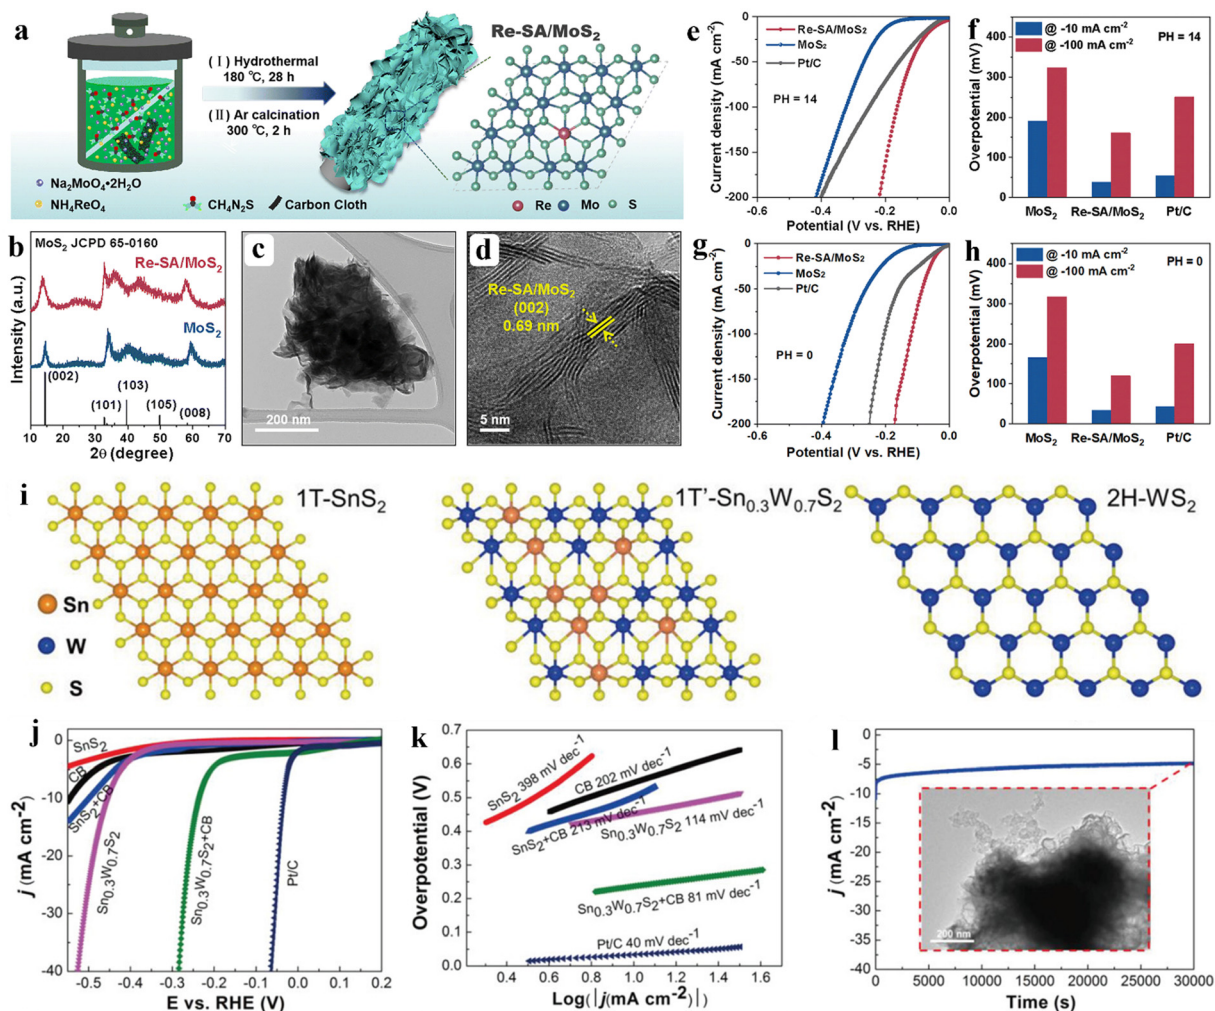 a
Re-SA/MoS₂
(Ⅰ) Hydrothermal
180 ℃, 28 h
(Ⅱ) Ar calcination
300 ℃, 2 h
Na₂MoO₄•2H₂O
NH₄ReO₄
CH₄N₂S
Carbon Cloth
Re
Mo
S
b
MoS₂ JCPD 65-0160
Re-SA/MoS₂
MoS₂
(002)
(103)
(101)
(105)
(008)
Intensity (a.u.)
10 20 30 40 50 60 70
2θ (degree)
c
200 nm
d
Re-SA/MoS₂
(002)
0.69 nm
5 nm
e
Re-SA/MoS₂
MoS₂
Pt/C
PH = 14
Current density (mA cm⁻²)
0
-50
-100
-150
-200
-0.6 -0.4 -0.2 0.0
Potential (V vs. RHE)
f
@ -10 mA cm⁻²
@ -100 mA cm⁻²
PH = 14
Overpotential (mV)
400
300
200
100
0
MoS₂ Re-SA/MoS₂ Pt/C
g
Re-SA/MoS₂
MoS₂
Pt/C
PH = 0
Current density (mA cm⁻²)
0
-50
-100
-150
-200
-0.6 -0.4 -0.2 0.0
Potential (V vs. RHE)
h
@ -10 mA cm⁻²
@ -100 mA cm⁻²
PH = 0
Overpotential (mV)
400
300
200
100
0
MoS₂ Re-SA/MoS₂ Pt/C
i
1T-SnS₂
1T'-Sn₀.₃W₀.₇S₂
2H-WS₂
Sn
W
S
j
SnS₂
CB
SnS₂+CB
Sn₀.₃W₀.₇S₂
Sn₀.₃W₀.₇S₂+CB
Pt/C
j (mA cm⁻²)
0
-5
-10
-15
-20
-25
-30
-35
-40
-0.5 -0.4 -0.3 -0.2 -0.1 0.0 0.1 0.2
E vs. RHE (V)
k
SnS₂ 398 mV dec⁻¹
CB 202 mV dec⁻¹
SnS₂+CB 213 mV dec⁻¹
Sn₀.₃W₀.₇S₂ 114 mV dec⁻¹
Sn₀.₃W₀.₇S₂+CB 81 mV dec⁻¹
Pt/C 40 mV dec⁻¹
Overpotential (V)
0.7
0.6
0.5
0.4
0.3
0.2
0.1
0.0
0.2 0.4 0.6 0.8 1.0 1.2 1.4 1.6
Log(|j(mA cm⁻²)|)
l
j (mA cm⁻²)
0
-5
-10
-15
-20
-25
-30
-35
-40
200 nm
0 5000 10000 15000 20000 25000 30000
Time (s)